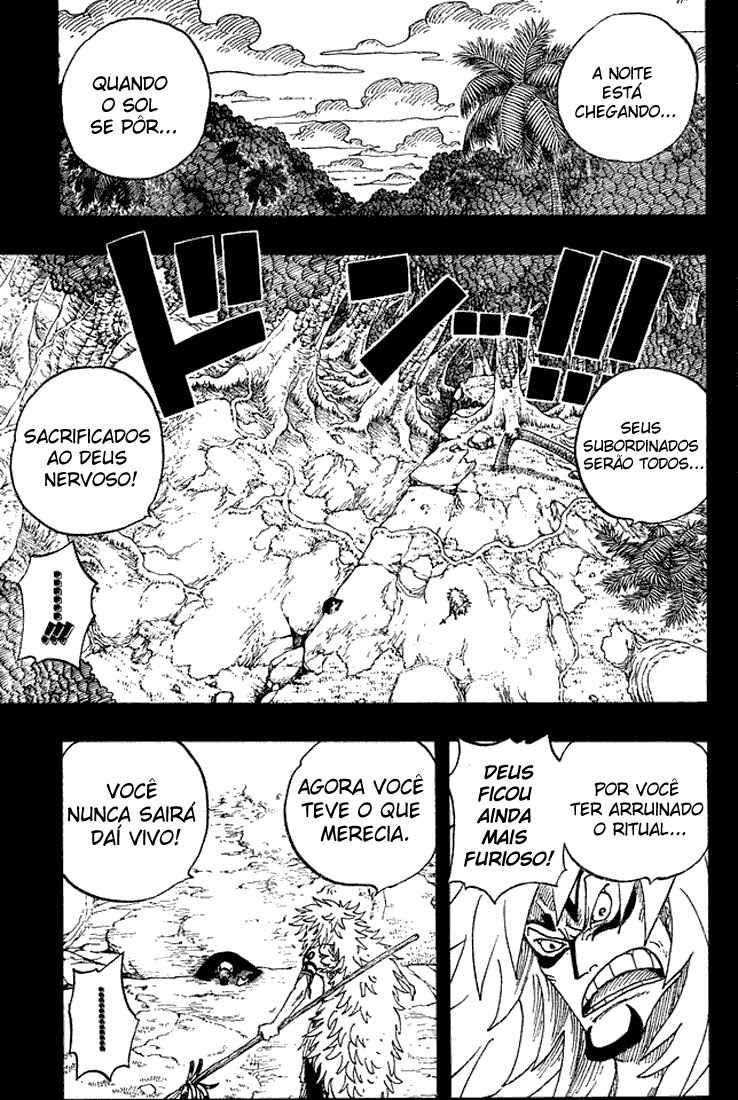 A NOITE
ESTÁ
CHEGANDO...
QUANDO
O SOL
SE PÔR...
ドンッ!!!
SEUS
SUBORDINADOS
SERÃO TODOS...
SACRIFICADOS
AO DEUS
NERVOSO!
......!!!
POR VOCÊ
TER ARRUINADO
O RITUAL...
DEUS
FICOU
AINDA
MAIS
FURIOSO!
AGORA VOCÊ
TEVE O QUE
MERECIA.
VOCÊ
NUNCA SAIRÁ
DAÍ VIVO!
.........